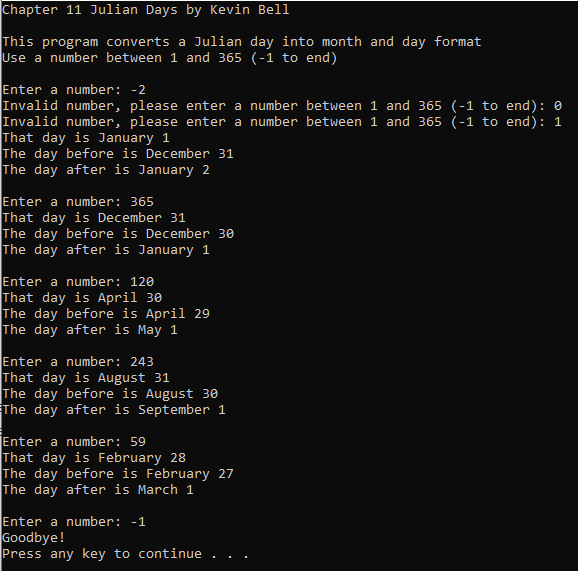 Chapter 11 Julian Days by Kevin Bell
This program converts a Julian day into month and day format
Use a number between 1 and 365 (-1 to end)
Enter a number: -2
Invalid number, please enter a number between 1 and 365 (-1 to end): 0
Invalid number, please enter a number between 1 and 365 (-1 to end): 1
That day is January 1
The day before is December 31
The day after is January 2
Enter a number: 365
That day is December 31
The day before is December 30
The day after is January 1
Enter a number: 120
That day is April 30
The day before is April 29
The day after is May 1
Enter a number: 243
That day is August 31
The day before is August 30
The day after is September 1
Enter a number: 59
That day is February 28
The day before is February 27
The day after is March 1
Enter a number: -1
Goodbye!
Press any key to continue . . .